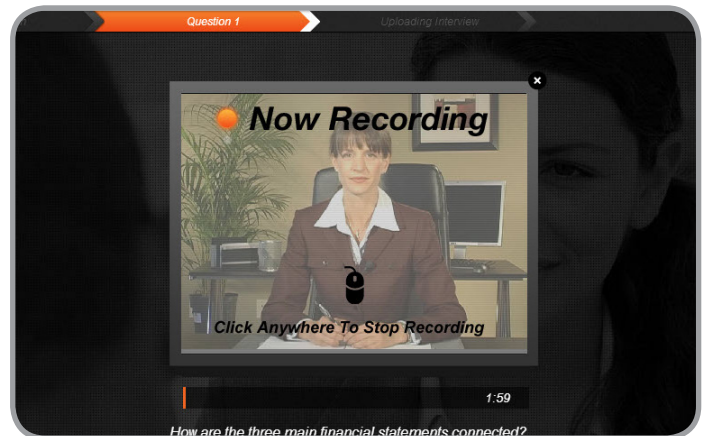 Question 1
Uploading Interview
Now Recording
Click Anywhere To Stop Recording
1:59
How are the three main financial statements connected?